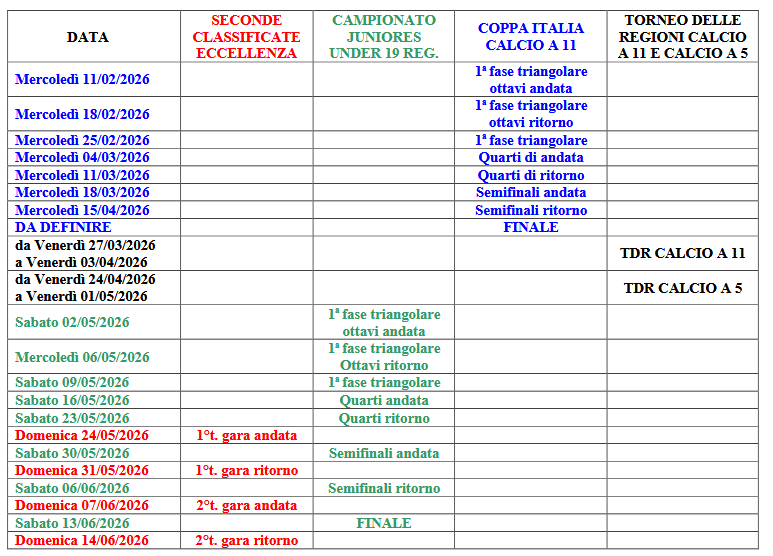 DATA
SECONDE
CLASSIFICATE
ECCELLENZA
CAMPIONATO
JUNIORES
UNDER 19 REG.
COPPA ITALIA
CALCIO A 11
TORNEO DELLE
REGIONI CALCIO
A 11 E CALCIO A 5
Mercoledì 11/02/2026
1ª fase triangolare
ottavi andata
Mercoledì 18/02/2026
1ª fase triangolare
ottavi ritorno
Mercoledì 25/02/2026 1ª fase triangolare
Mercoledì 04/03/2026 Quarti di andata
Mercoledì 11/03/2026 Quarti di ritorno
Mercoledì 18/03/2026 Semifinali andata
Mercoledì 15/04/2026 Semifinali ritorno
DA DEFINIRE FINALE
da Venerdì 27/03/2026
a Venerdì 03/04/2026
TDR CALCIO A 11
da Venerdì 24/04/2026
a Venerdì 01/05/2026
TDR CALCIO A 5
Sabato 02/05/2026
1ª fase triangolare
ottavi andata
Mercoledì 06/05/2026
1ª fase triangolare
Ottavi ritorno
Sabato 09/05/2026 1ª fase triangolare
Sabato 16/05/2026 Quarti andata
Sabato 23/05/2026 Quarti ritorno
Domenica 24/05/2026 1°t. gara andata
Sabato 30/05/2026 Semifinali andata
Domenica 31/05/2026 1°t. gara ritorno
Sabato 06/06/2026 Semifinali ritorno
Domenica 07/06/2026 2°t. gara andata
Sabato 13/06/2026 FINALE
Domenica 14/06/2026 2°t. gara ritorno